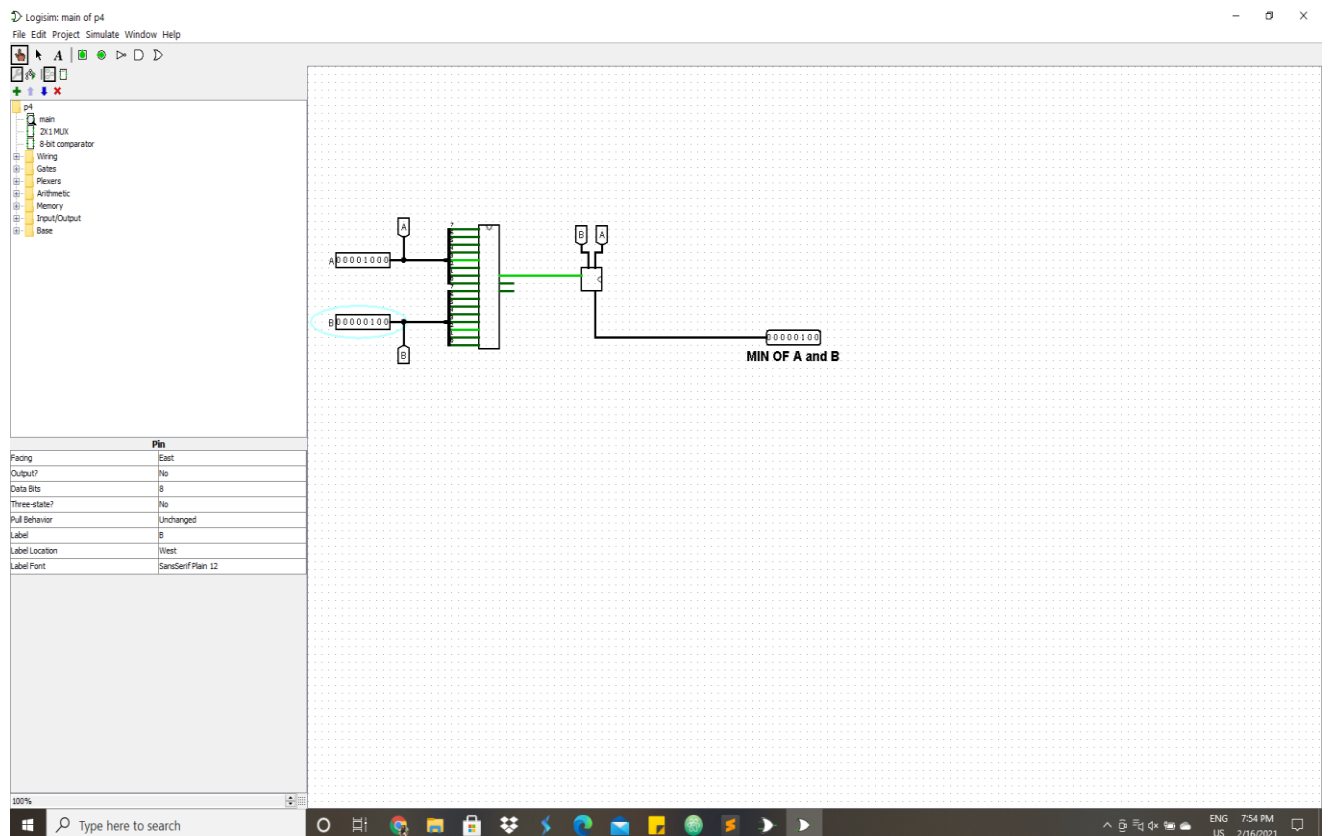 Logisim: main of p4
File Edit Project Simulate Window Help
A
p4
main
2X1 MUX
8-bit comparator
Wiring
Gates
Plexers
Arithmetic
Memory
Input/Output
Base
A
B A
A 00001000
7
7
B 00000100
B
00000100
MIN OF A and B
Pin
Facing East
Output? No
Data Bits 8
Three-state? No
Pull Behavior Unchanged
Label B
Label Location West
Label Font SansSerif Plain 12
100%
Type here to search
ENG 7:54 PM
US 2/16/2021